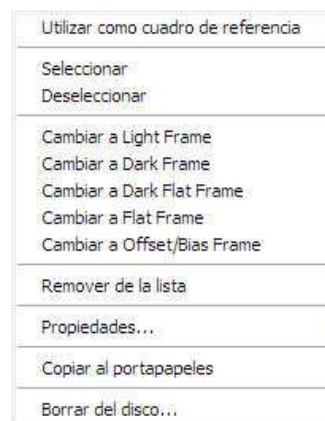 Utilizar como cuadro de referencia
Seleccionar
Deseleccionar
Cambiar a Light Frame
Cambiar a Dark Frame
Cambiar a Dark Flat Frame
Cambiar a Flat Frame
Cambiar a Offset/Bias Frame
Remover de la lista
Propiedades...
Copiar al portapapeles
Borrar del disco...